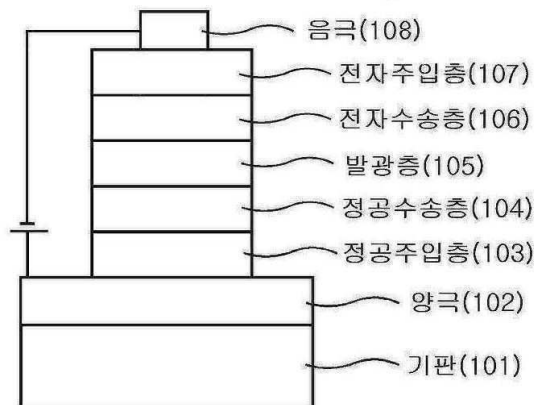 음극(108)
전자주입층(107)
전자수송층(106)
발광층(105)
정공수송층(104)
정공주입층(103)
양극(102)
기판(101)